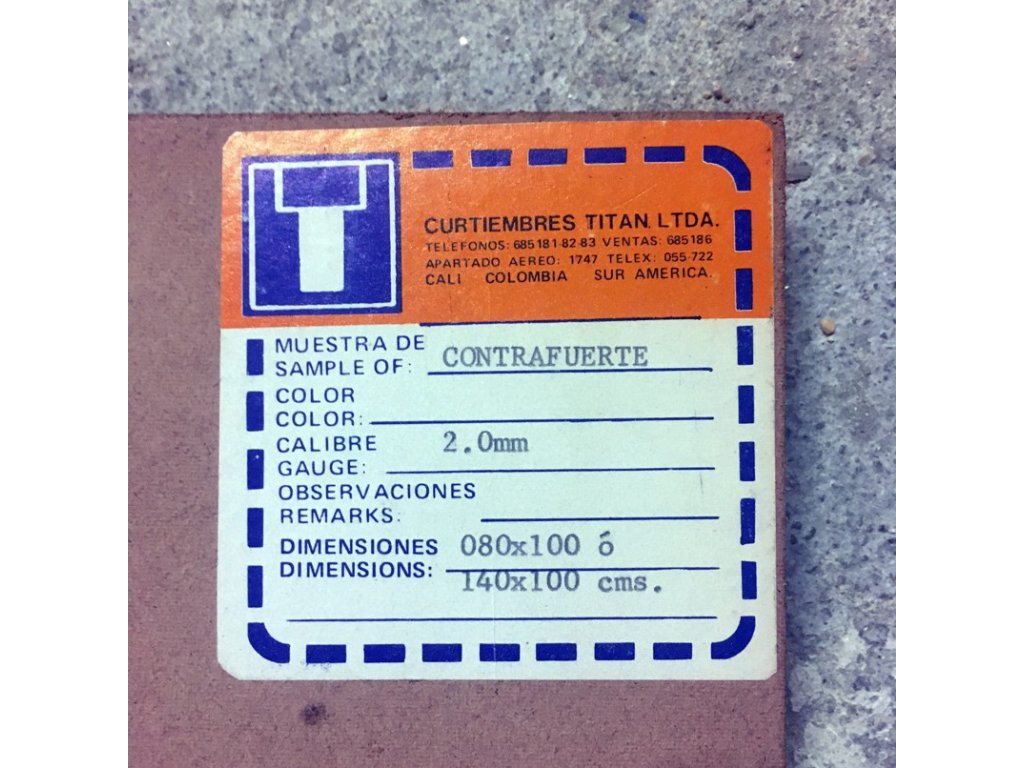 T
CURTIEMBRES TITAN. LTDA.
TELEFONOS: 685181-82-83 VENTAS: 685186
APARTADO AEREO: 1747 TELEX: 055-722
CALI COLOMBIA SUR AMERICA.
MUESTRA DE
SAMPLE OF: CONTRAFUERTE
COLOR
COLOR:
CALIBRE 2.0mm
GAUGE:
OBSERVACIONES
REMARKS:
DIMENSIONES 080x100 ó
DIMENSIONS: 140x100 cms.